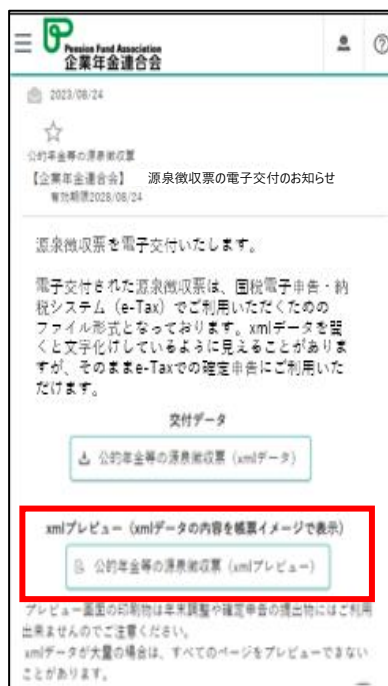 Pension Fund Association
企業年金連合会
2023/08/24
公的年金等の源泉徴収票
【企業年金連合会】 源泉徴収票の電子交付のお知らせ
有効期限2028/08/24
源泉徴収票を電子交付いたします。
電子交付された源泉徴収票は、国税電子申告・納
税システム（e-Tax）でご利用いただくための
ファイル形式となっております。xmlデータを開
くと文字化けしているように見えることがありま
すが、そのままe-Taxでの確定申告にご利用いた
だけます。
交付データ
公的年金等の源泉徴収票（xmlデータ）
xmlプレビュー（xmlデータの内容を帳票イメージで表示）
公的年金等の源泉徴収票（xmlプレビュー）
プレビュー画面の印刷物は年末調整や確定申告の提出物にはご利用
出来ませんのでご注意ください。
xmlデータが大量の場合は、すべてのページをプレビューできない
ことがあります。